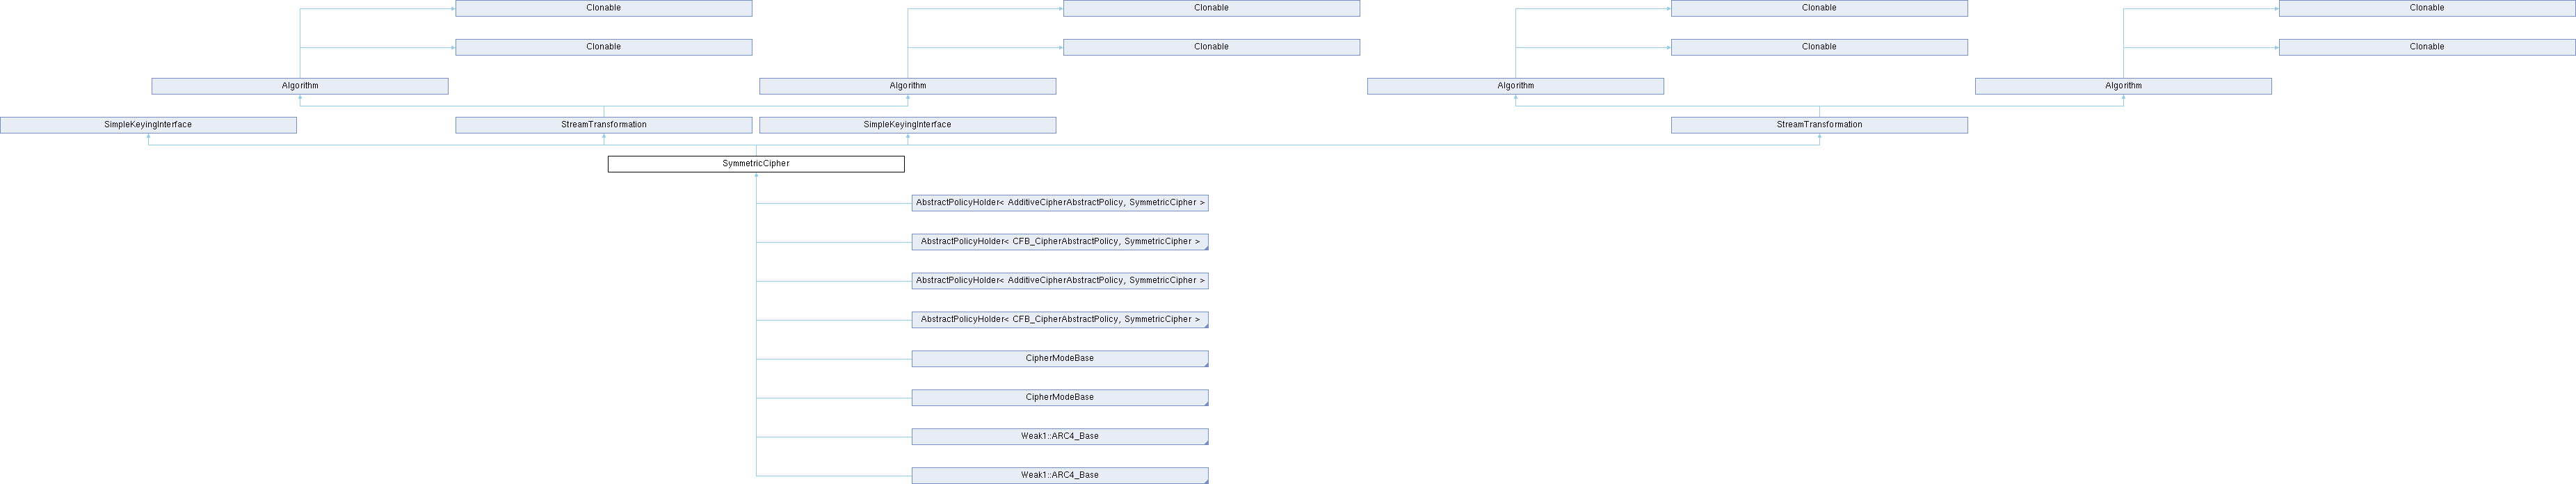 Clonable Clonable Clonable Clonable
Clonable Clonable Clonable Clonable
Algorithm Algorithm Algorithm Algorithm
SimpleKeyingInterface StreamTransformation SimpleKeyingInterface StreamTransformation
SymmetricCipher
AbstractPolicyHolder< AdditiveCipherAbstractPolicy, SymmetricCipher >
AbstractPolicyHolder< CFB_CipherAbstractPolicy, SymmetricCipher >
AbstractPolicyHolder< AdditiveCipherAbstractPolicy, SymmetricCipher >
AbstractPolicyHolder< CFB_CipherAbstractPolicy, SymmetricCipher >
CipherModeBase
CipherModeBase
Weak1::ARC4_Base
Weak1::ARC4_Base